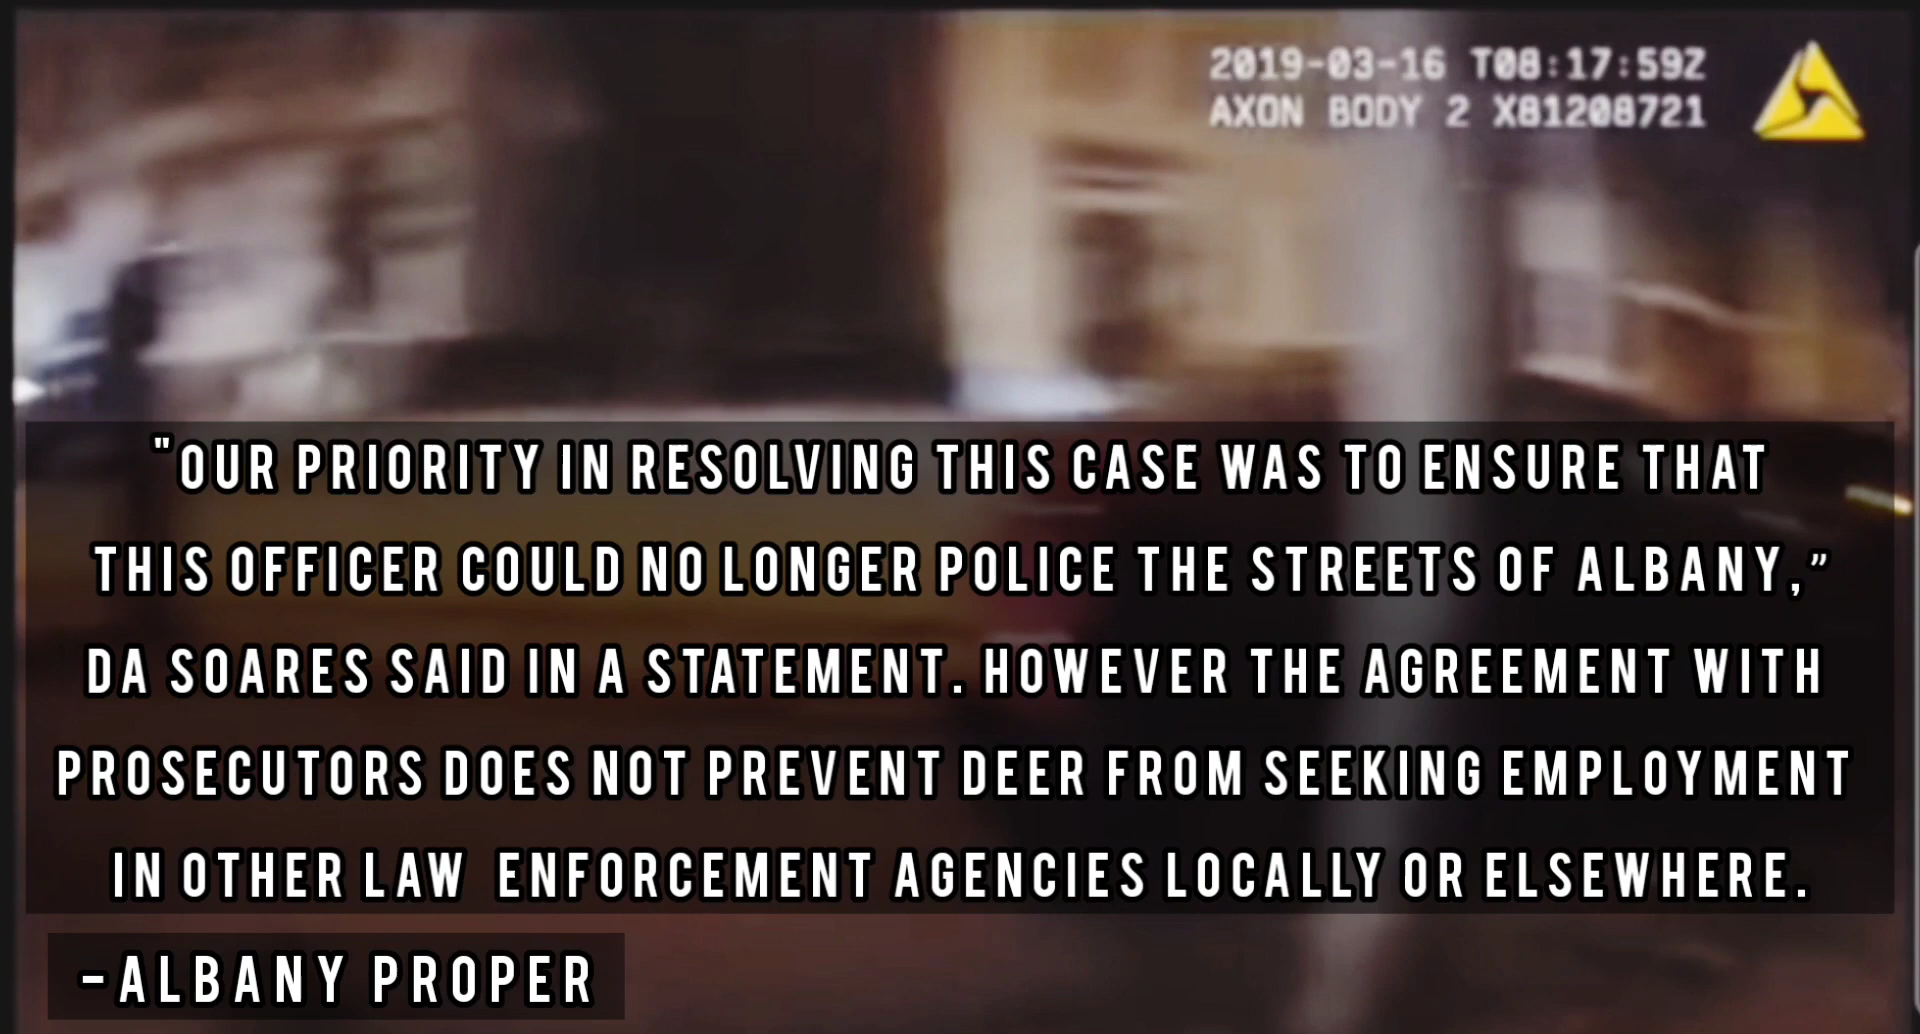 2019-03-16 T08:17:59Z
AXON BODY 2 X81208721
"OUR PRIORITY IN RESOLVING THIS CASE WAS TO ENSURE THAT
THIS OFFICER COULD NO LONGER POLICE THE STREETS OF ALBANY,”
DA SOARES SAID IN A STATEMENT. HOWEVER THE AGREEMENT WITH
PROSECUTORS DOES NOT PREVENT DEER FROM SEEKING EMPLOYMENT
IN OTHER LAW ENFORCEMENT AGENCIES LOCALLY OR ELSEWHERE.
-ALBANY PROPER